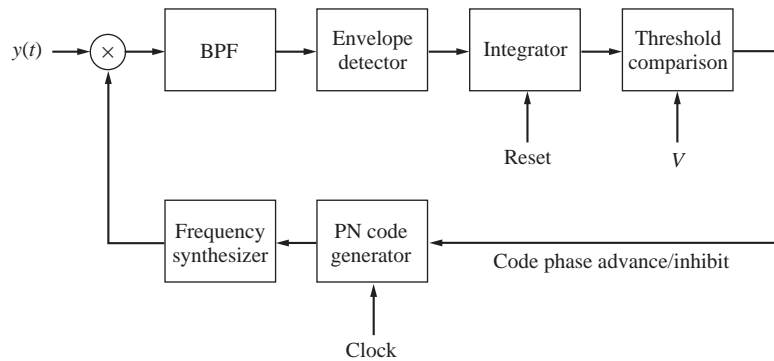 y(t)
×
BPF
Envelope
detector
Integrator
Threshold
comparison
Reset
V
Frequency
synthesizer
PN code
generator
Code phase advance/inhibit
Clock